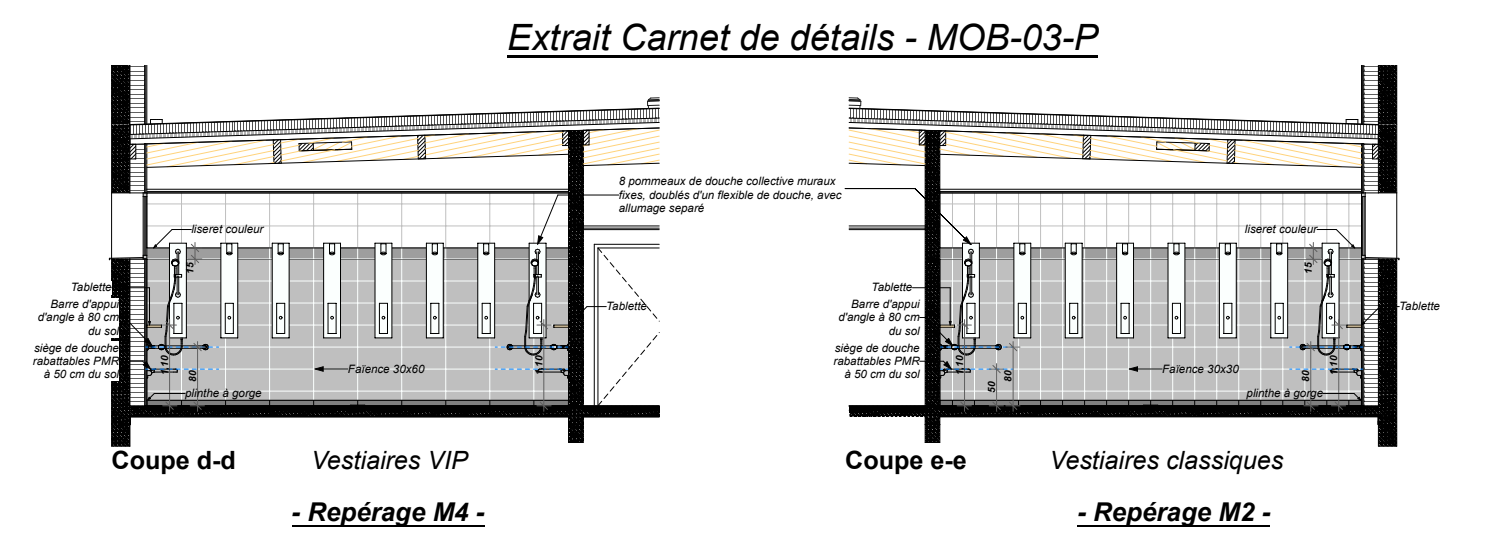 Extrait Carnet de détails - MOB-03-P
8 pommeaux de douche collective muraux
fixes, doublés d'un flexible de douche, avec
allumage separé
liseret couleur
15
Tablette
Barre d'appui
d'angle à 80 cm
du sol
siège de douche
rabattables PMR
à 50 cm du sol
10
80
Faïence 30x60
10
plinthe à gorge
Tablette
liseret couleur
15
Tablette
Barre d'appui
d'angle à 80 cm
du sol
siège de douche
rabattables PMR
à 50 cm du sol
10
50
80
Faïence 30x30
80
10
plinthe à gorge
Tablette
Coupe d-d
Vestiaires VIP
Coupe e-e
Vestiaires classiques
- Repérage M4 -
- Repérage M2 -